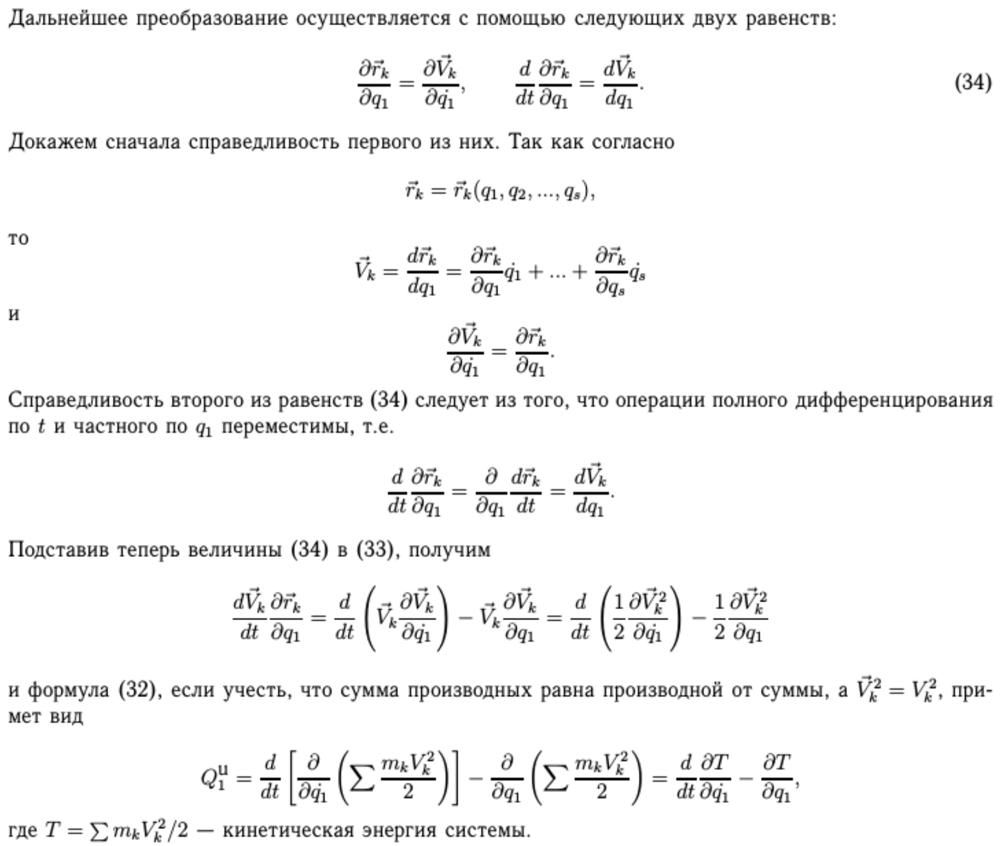 Дальнейшее преобразование осуществляется с помощью следующих двух равенств:
$$\frac{\partial \vec{r}_k}{\partial q_1} = \frac{\partial \vec{V}_k}{\partial \dot{q_1}}, \qquad \frac{d}{dt}\frac{\partial \vec{r}_k}{\partial q_1} = \frac{d\vec{V}_k}{dq_1}. \qquad (34)$$
Докажем сначала справедливость первого из них. Так как согласно
$$\vec{r}_k = \vec{r}_k(q_1, q_2, ..., q_s),$$
то
$$\vec{V}_k = \frac{d\vec{r}_k}{dq_1} = \frac{\partial \vec{r}_k}{\partial q_1}\dot{q_1} + ... + \frac{\partial \vec{r}_k}{\partial q_s}\dot{q_s}$$
и
$$\frac{\partial \vec{V}_k}{\partial \dot{q_1}} = \frac{\partial \vec{r}_k}{\partial q_1}.$$
Справедливость второго из равенств (34) следует из того, что операции полного дифференцирования
по $t$ и частного по $q_1$ переместимы, т.е.
$$\frac{d}{dt}\frac{\partial \vec{r}_k}{\partial q_1} = \frac{\partial}{\partial q_1}\frac{d\vec{r}_k}{dt} = \frac{d\vec{V}_k}{dq_1}.$$
Подставив теперь величины (34) в (33), получим
$$\frac{d\vec{V}_k}{dt}\frac{\partial \vec{r}_k}{\partial q_1} = \frac{d}{dt}\left(\vec{V}_k\frac{\partial \vec{V}_k}{\partial \dot{q_1}}\right) - \vec{V}_k\frac{\partial \vec{V}_k}{\partial q_1} = \frac{d}{dt}\left(\frac{1}{2}\frac{\partial \vec{V}_k^2}{\partial \dot{q_1}}\right) - \frac{1}{2}\frac{\partial \vec{V}_k^2}{\partial q_1}$$
и формула (32), если учесть, что сумма производных равна производной от суммы, а $\vec{V}_k^2 = V_k^2$, при-
мет вид
$$Q_1^{\text{и}} = \frac{d}{dt}\left[\frac{\partial}{\partial \dot{q_1}}\left(\sum \frac{m_k V_k^2}{2}\right)\right] - \frac{\partial}{\partial q_1}\left(\sum \frac{m_k V_k^2}{2}\right) = \frac{d}{dt}\frac{\partial T}{\partial \dot{q_1}} - \frac{\partial T}{\partial q_1},$$
где $T = \sum m_k V_k^2/2$ — кинетическая энергия системы.